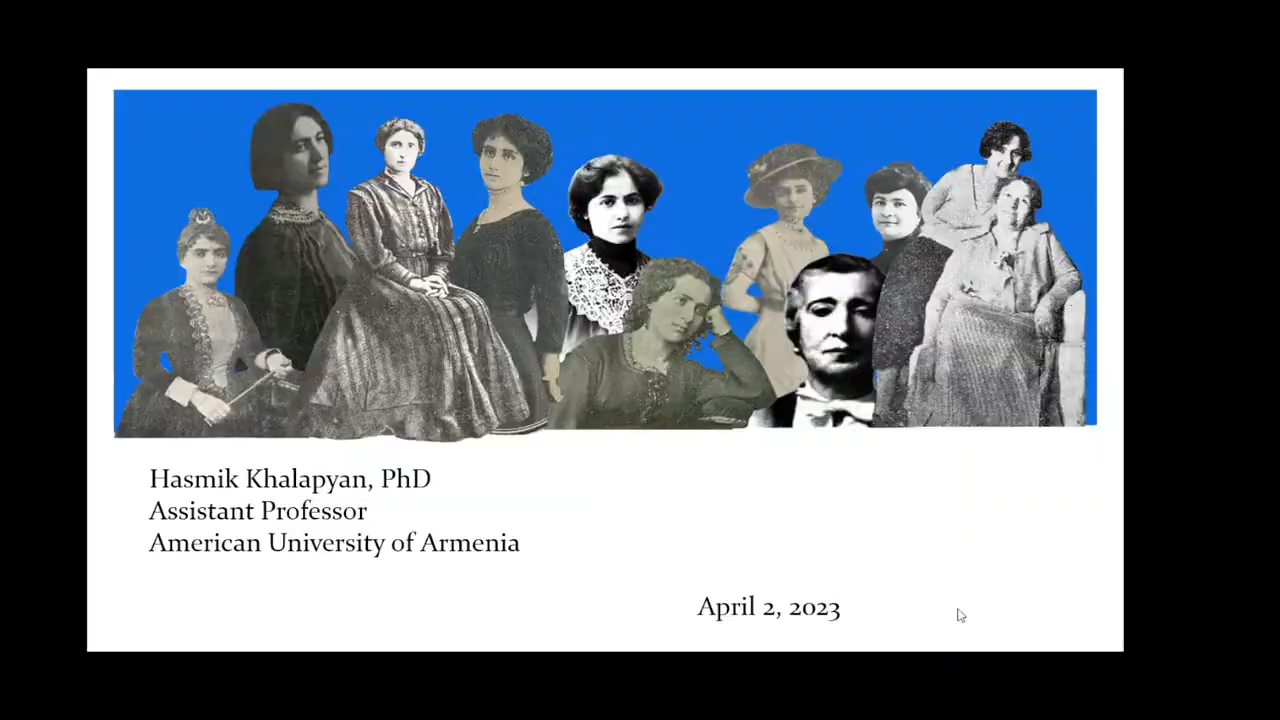 Hasmik Khalapyan, PhD
Assistant Professor
American University of Armenia
April 2, 2023